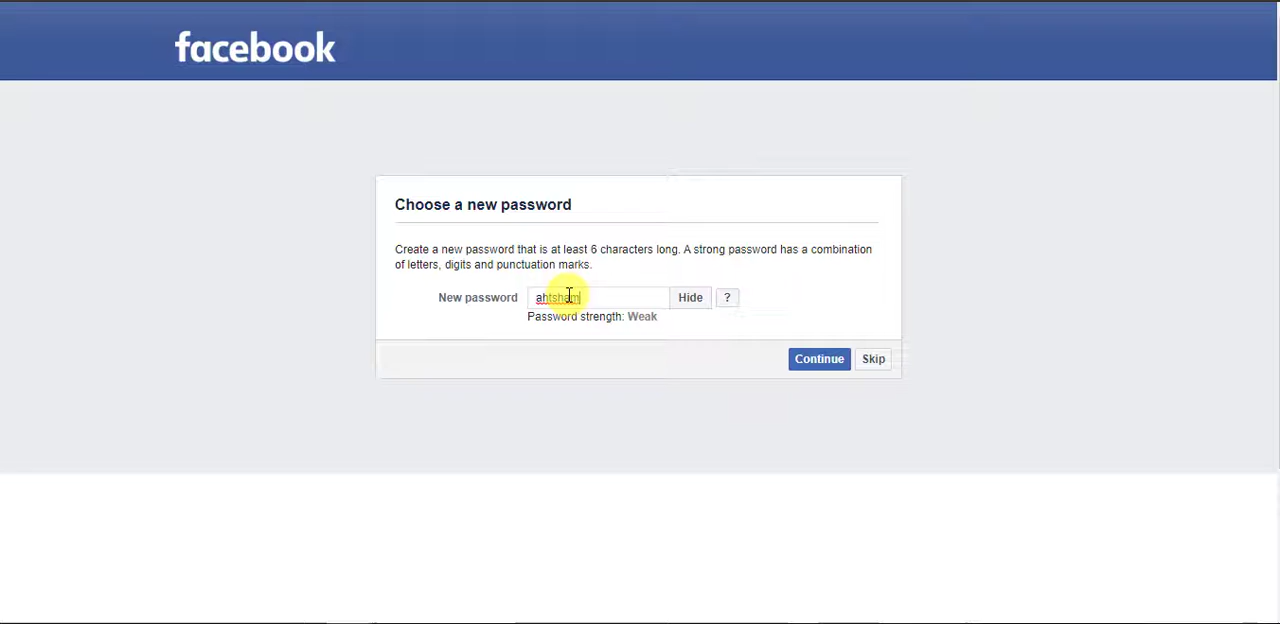 facebook
Choose a new password
Create a new password that is at least 6 characters long. A strong password has a combination
of letters, digits and punctuation marks.
New password ahtsham Hide ?
Password strength: Weak
Continue Skip